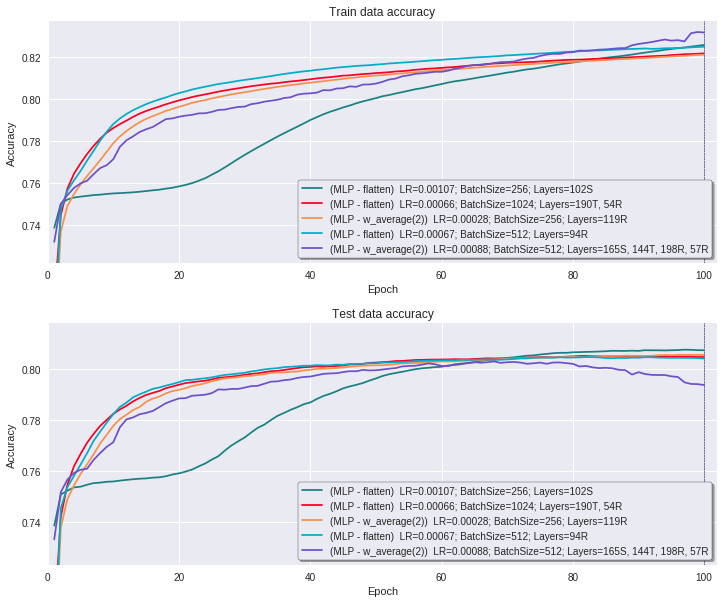 Train data accuracy
0.82
0.80
0.78
0.76
0.74
Accuracy
(MLP - flatten)  LR=0.00107; BatchSize=256; Layers=102S
(MLP - flatten)  LR=0.00066; BatchSize=1024; Layers=190T, 54R
(MLP - w_average(2))  LR=0.00028; BatchSize=256; Layers=119R
(MLP - flatten)  LR=0.00067; BatchSize=512; Layers=94R
(MLP - w_average(2))  LR=0.00088; BatchSize=512; Layers=165S, 144T, 198R, 57R
0 20 40 60 80 100
Epoch
Test data accuracy
0.80
0.78
0.76
0.74
Accuracy
(MLP - flatten)  LR=0.00107; BatchSize=256; Layers=102S
(MLP - flatten)  LR=0.00066; BatchSize=1024; Layers=190T, 54R
(MLP - w_average(2))  LR=0.00028; BatchSize=256; Layers=119R
(MLP - flatten)  LR=0.00067; BatchSize=512; Layers=94R
(MLP - w_average(2))  LR=0.00088; BatchSize=512; Layers=165S, 144T, 198R, 57R
0 20 40 60 80 100
Epoch